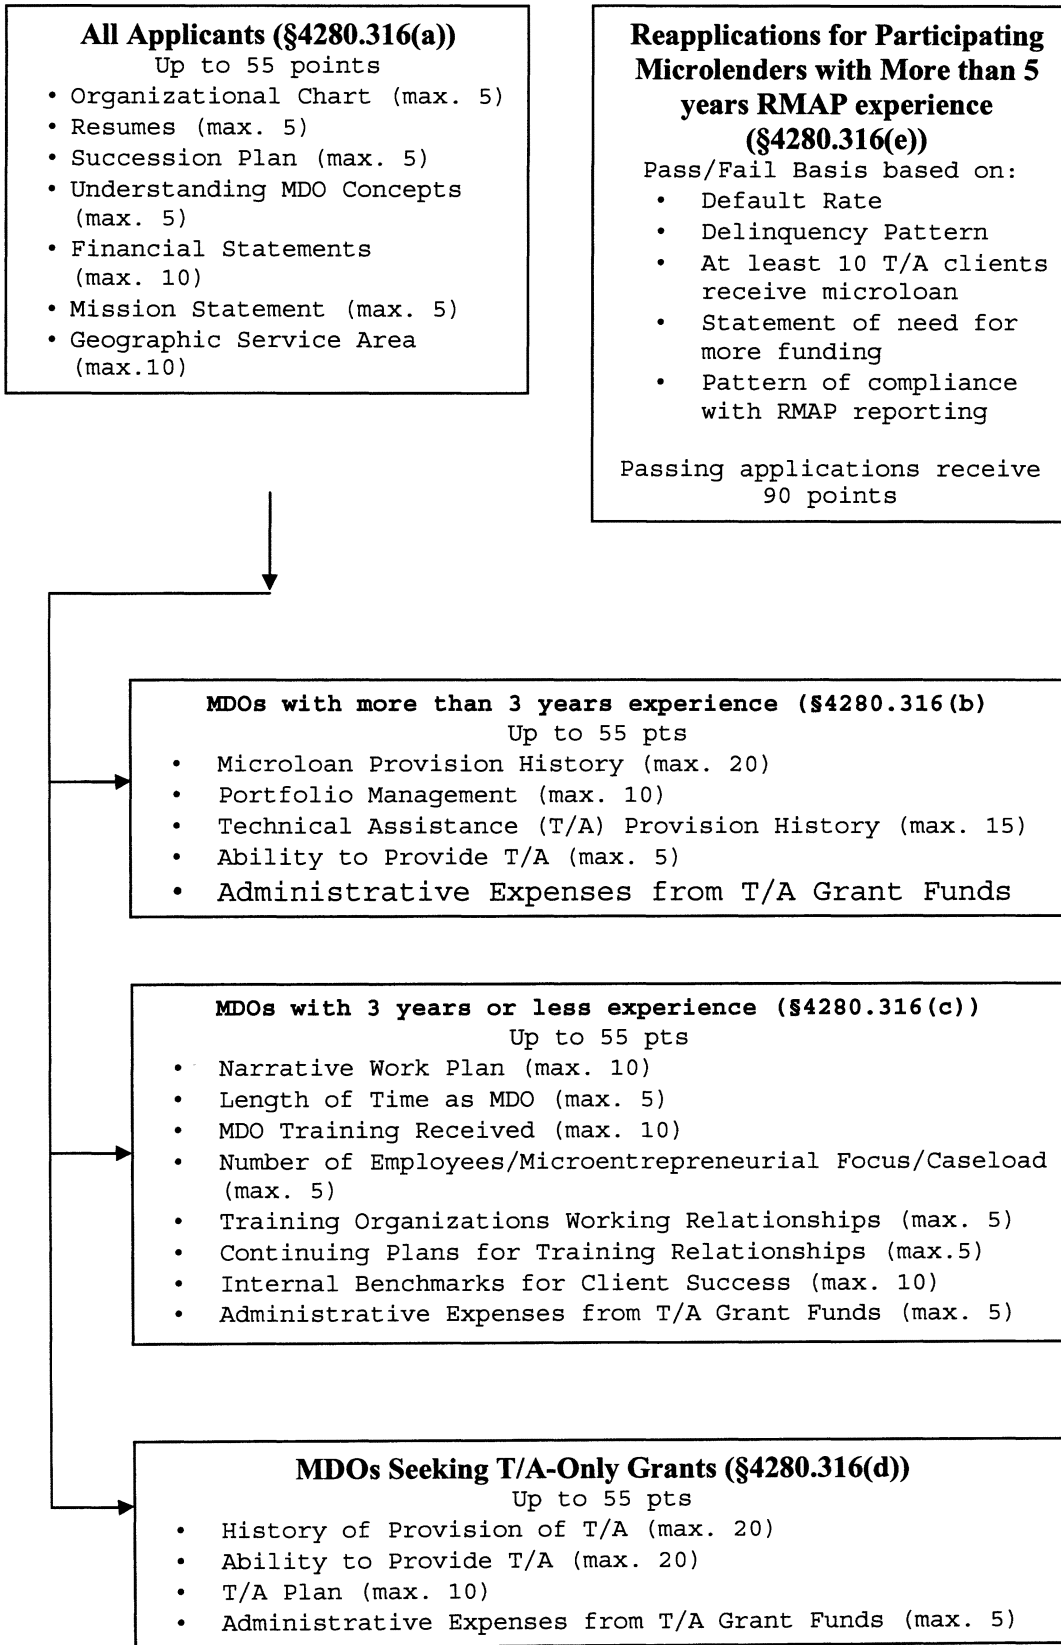 All Applicants (§4280.316(a))
Up to 55 points
• Organizational Chart (max. 5)
• Resumes (max. 5)
• Succession Plan (max. 5)
• Understanding MDO Concepts
(max. 5)
• Financial Statements
(max. 10)
• Mission Statement (max. 5)
• Geographic Service Area
(max.10)
Reapplications for Participating
Microlenders with More than 5
years RMAP experience
(§4280.316(e))
Pass/Fail Basis based on:
• Default Rate
• Delinquency Pattern
• At least 10 T/A clients
receive microloan
• Statement of need for
more funding
• Pattern of compliance
with RMAP reporting
Passing applications receive
90 points
MDOs with more than 3 years experience (§4280.316(b)
Up to 55 pts
• Microloan Provision History (max. 20)
• Portfolio Management (max. 10)
• Technical Assistance (T/A) Provision History (max. 15)
• Ability to Provide T/A (max. 5)
• Administrative Expenses from T/A Grant Funds
MDOs with 3 years or less experience (§4280.316(c))
Up to 55 pts
• Narrative Work Plan (max. 10)
• Length of Time as MDO (max. 5)
• MDO Training Received (max. 10)
• Number of Employees/Microentrepreneurial Focus/Caseload
(max. 5)
• Training Organizations Working Relationships (max. 5)
• Continuing Plans for Training Relationships (max.5)
• Internal Benchmarks for Client Success (max. 10)
• Administrative Expenses from T/A Grant Funds (max. 5)
MDOs Seeking T/A-Only Grants (§4280.316(d))
Up to 55 pts
• History of Provision of T/A (max. 20)
• Ability to Provide T/A (max. 20)
• T/A Plan (max. 10)
• Administrative Expenses from T/A Grant Funds (max. 5)